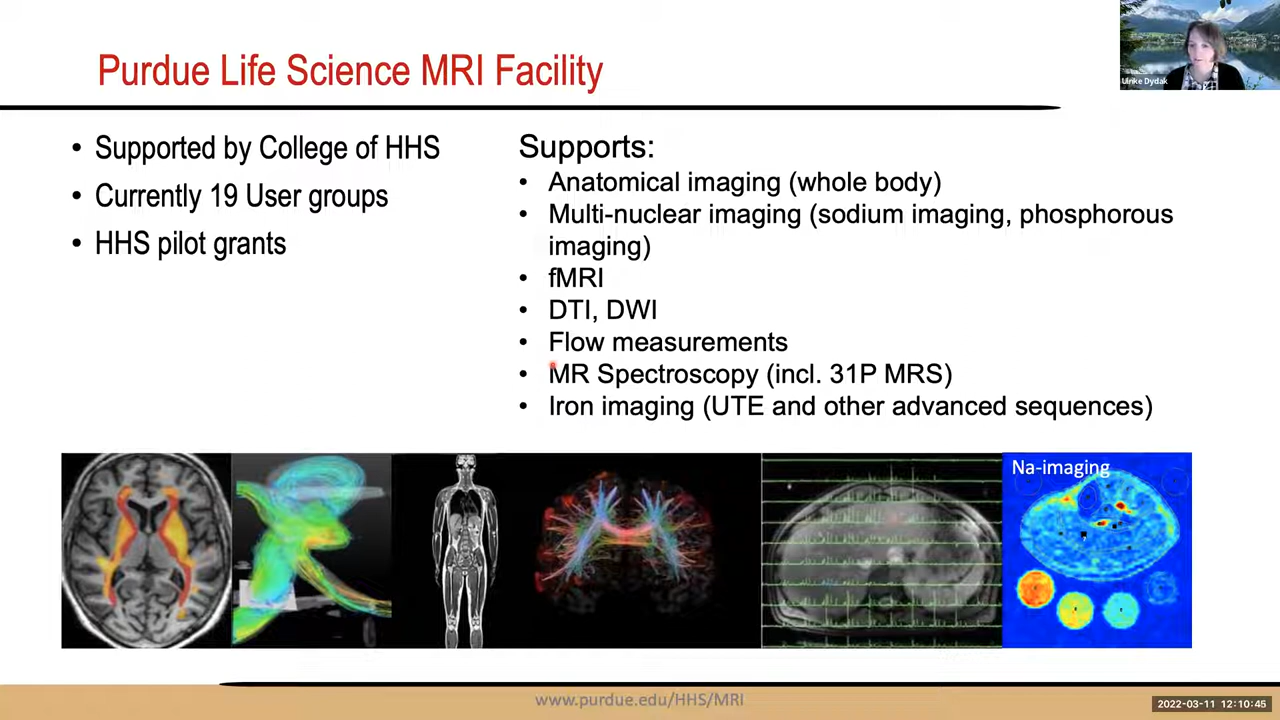 Purdue Life Science MRI Facility
Ulrike Dydak
• Supported by College of HHS
• Currently 19 User groups
• HHS pilot grants
Supports:
• Anatomical imaging (whole body)
• Multi-nuclear imaging (sodium imaging, phosphorous
imaging)
• fMRI
• DTI, DWI
• Flow measurements
• MR Spectroscopy (incl. 31P MRS)
• Iron imaging (UTE and other advanced sequences)
Na-imaging
www.purdue.edu/HHS/MRI
2022-03-11 12:10:45